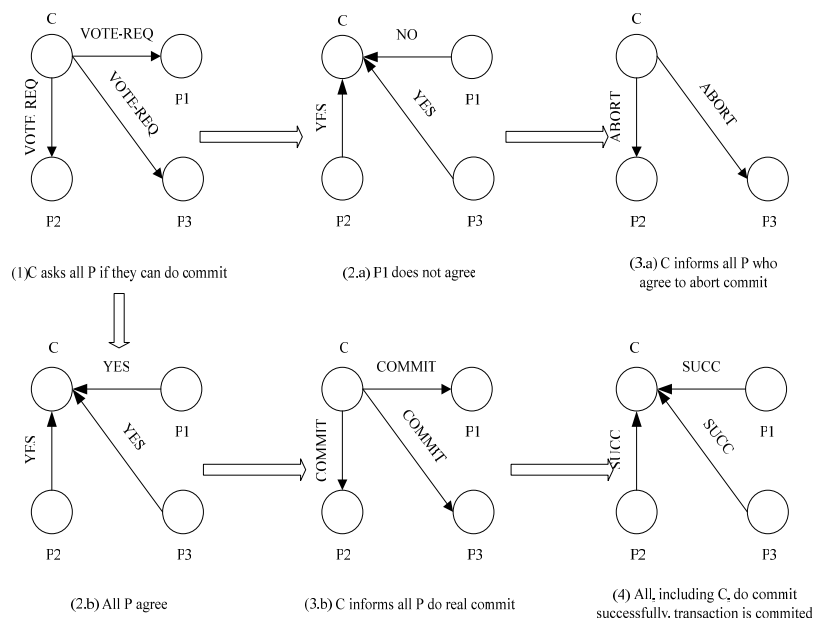 C
VOTE-REQ
VOTE REQ
VOTE-REQ
P1
P2
P3
(1)C asks all P if they can do commit
C
NO
YES
YES
P1
P2
P3
(2.a) P1 does not agree
C
ABORT
ABORT
P2
P3
(3.a) C informs all P who
agree to abort commit
C
YES
YES
YES
P1
P2
P3
(2.b) All P agree
C
COMMIT
COMMIT
COMMIT
P1
P2
P3
(3.b) C informs all P do real commit
C
SUCC
SUCC
SUCC
P1
P2
P3
(4) All, including C, do commit
successfully, transaction is commited